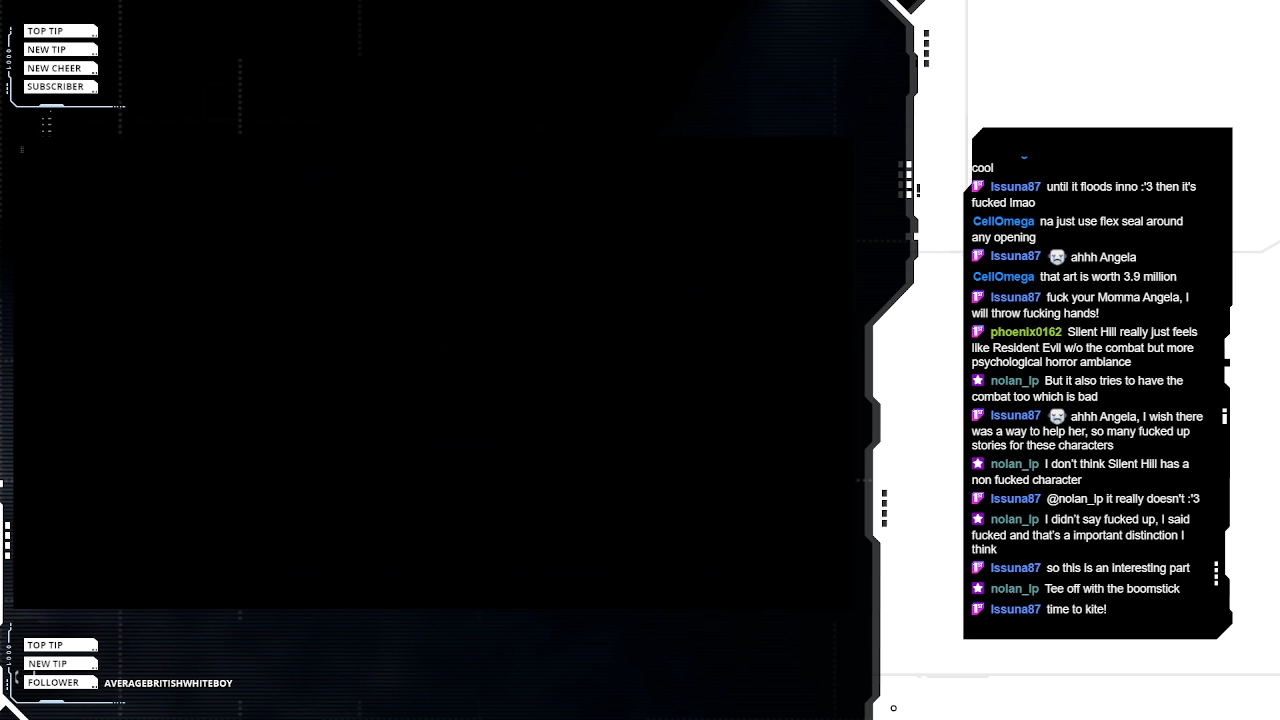 TOP TIP
NEW TIP
NEW CHEER
SUBSCRIBER
cool
Issuna87 until it floods inno :'3 then it's
fucked lmao
CellOmega na just use flex seal around
any opening
Issuna87 ahhh Angela
CellOmega that art is worth 3.9 million
Issuna87 fuck your Momma Angela, I
will throw fucking hands!
phoenix0162 Silent Hill really just feels
like Resident Evil w/o the combat but more
psychological horror ambiance
nolan_lp But it also tries to have the
combat too which is bad
Issuna87 ahhh Angela, I wish there
was a way to help her, so many fucked up
stories for these characters
nolan_lp I don't think Silent Hill has a
non fucked character
Issuna87 @nolan_lp it really doesn't :'3
nolan_lp I didn't say fucked up, I said
fucked and that's a important distinction I
think
Issuna87 so this is an interesting part
nolan_lp Tee off with the boomstick
Issuna87 time to kite!
TOP TIP
NEW TIP
FOLLOWER AVERAGEBRITISHWHITEBOY